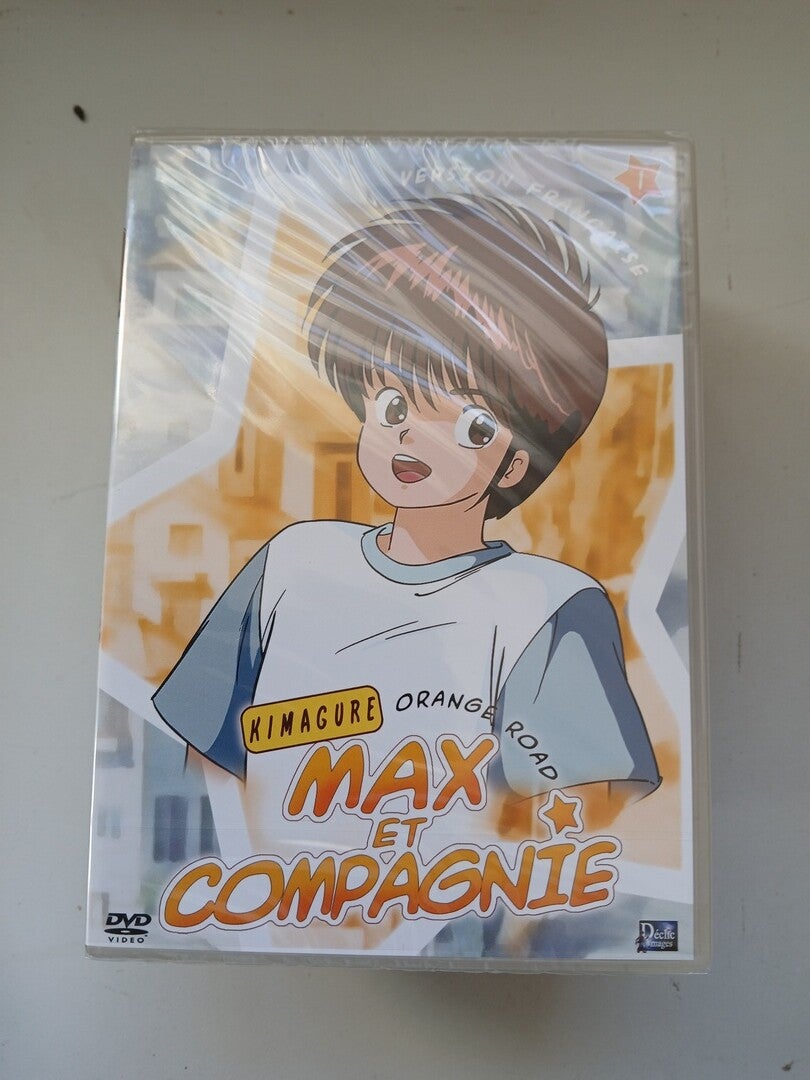 VERSION FRANÇAISE
1
KIMAGURE ORANGE ROAD
MAX
ET
COMPAGNIE
DVD
VIDEO
Déclic
Images